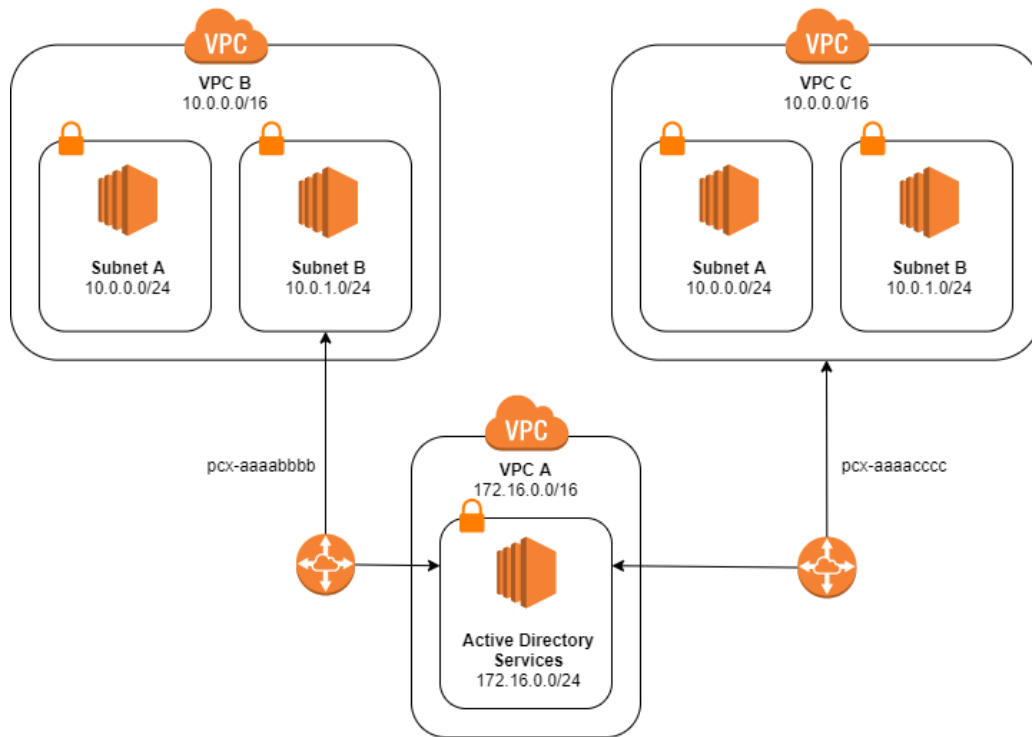 VPC
VPC B
10.0.0.0/16
Subnet A
10.0.0.0/24
Subnet B
10.0.1.0/24
VPC
VPC C
10.0.0.0/16
Subnet A
10.0.0.0/24
Subnet B
10.0.1.0/24
pcx-aaaabbbb
pcx-aaaacccc
VPC
VPC A
172.16.0.0/16
Active Directory
Services
172.16.0.0/24